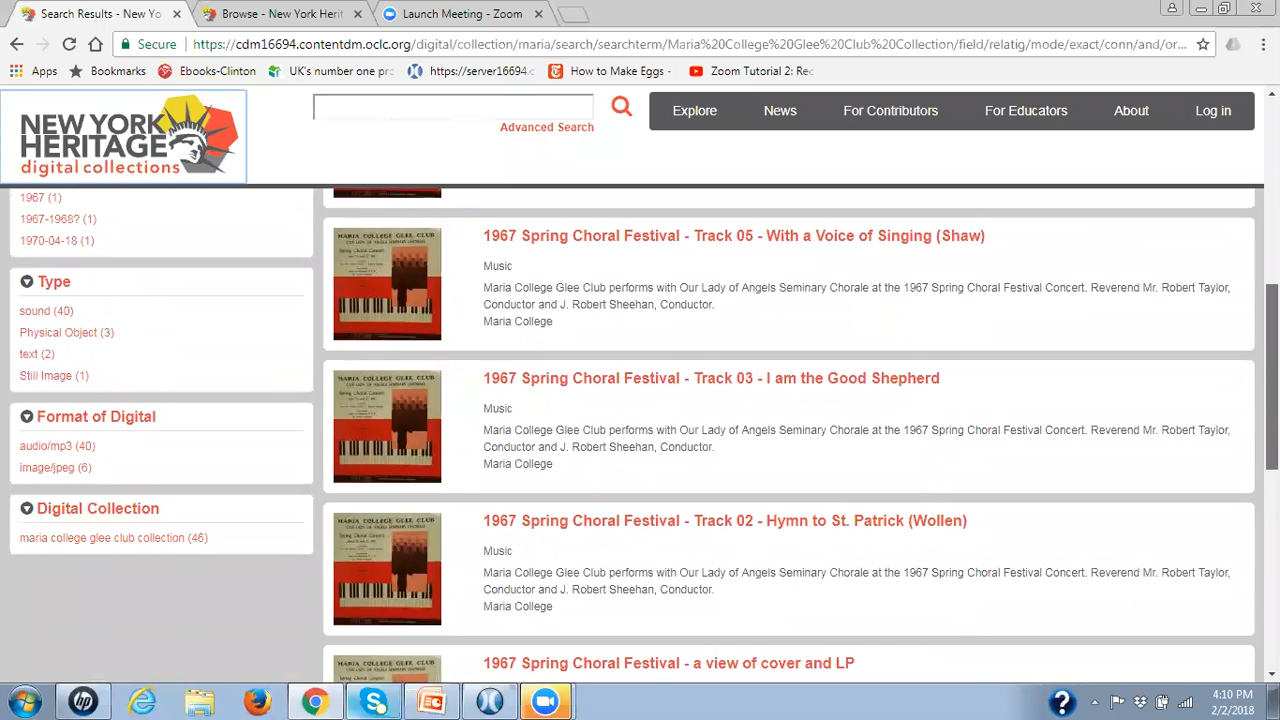 Search Results - New Yo
Browse - New York Heri
Launch Meeting - Zoom
Secure
https://cdm16694.contentdm.oclc.org/digital/collection/maria/search/searchterm/Maria%20College%20Glee%20Club%20Collection/field/relatig/mode/exact/conn/and/or...
Apps
Bookmarks
Ebooks-Clinton
UK's number one pro
https://server16694.c
How to Make Eggs -
Zoom Tutorial 2: Rec
NEW YORK
HERITAGE
digital collections
Advanced Search
Explore
News
For Contributors
For Educators
About
Log in
1967 (1)
1967-1968? (1)
1970-04-18 (1)
Type
sound (40)
Physical Object (3)
text (2)
Still Image (1)
Format of Digital
audio/mp3 (40)
image/jpeg (6)
Digital Collection
maria college glee club collection (46)
1967 Spring Choral Festival - Track 05 - With a Voice of Singing (Shaw)
Music
Maria College Glee Club performs with Our Lady of Angels Seminary Chorale at the 1967 Spring Choral Festival Concert. Reverend Mr. Robert Taylor,
Conductor and J. Robert Sheehan, Conductor.
Maria College
MARIA COLLEGE GLEE CLUB
1967 Spring Choral Festival - Track 03 - I am the Good Shepherd
Music
Maria College Glee Club performs with Our Lady of Angels Seminary Chorale at the 1967 Spring Choral Festival Concert. Reverend Mr. Robert Taylor,
Conductor and J. Robert Sheehan, Conductor.
Maria College
MARIA COLLEGE GLEE CLUB
1967 Spring Choral Festival - Track 02 - Hymn to St. Patrick (Wollen)
Music
Maria College Glee Club performs with Our Lady of Angels Seminary Chorale at the 1967 Spring Choral Festival Concert. Reverend Mr. Robert Taylor,
Conductor and J. Robert Sheehan, Conductor.
Maria College
MARIA COLLEGE GLEE CLUB
1967 Spring Choral Festival - a view of cover and LP
MARIA COLLEGE GLEE CLUB
4:10 PM
2/2/2018